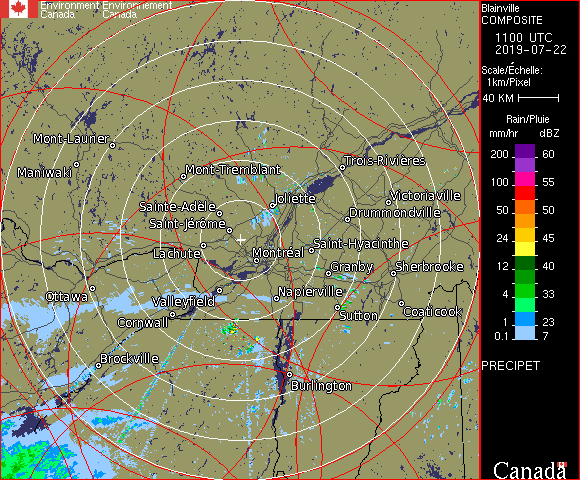 Environment Environnement
Canada Canada
Blainville
COMPOSITE
1100 UTC
2019-07-22
Scale/Échelle:
1km/Pixel
40 KM
Rain/Pluie
mm/hr dBZ
200 60
100 55
50 50
24 45
12 40
4 33
1 23
0.1 7
PRECIPET
Mont-Laurier
Maniwaki
Mont-Tremblant
Trois-Rivières
Victoriaville
Joliette
Sainte-Adèle
Drummondville
Saint-Jérôme
Lachute
Montréal
Saint-Hyacinthe
Granby
Sherbrooke
Ottawa
Valleyfield
Napierville
Cornwall
Sutton
Coaticook
Brockville
Burlington
Canada